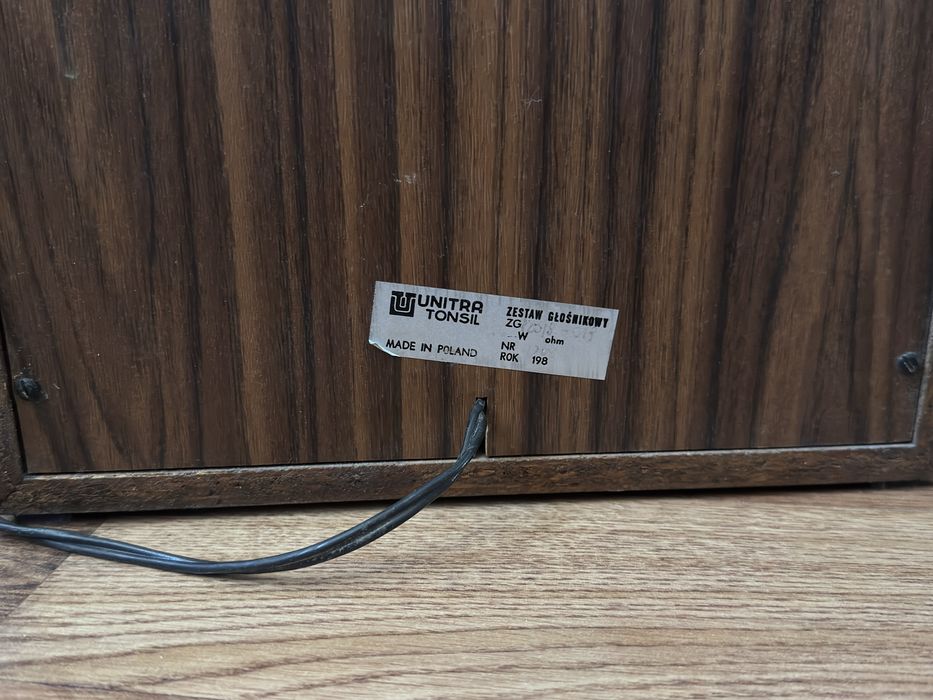 UNITRA
TONSIL
MADE IN POLAND
ZESTAW GŁOŚNIKOWY
ZG
W ohm
NR
ROK 198